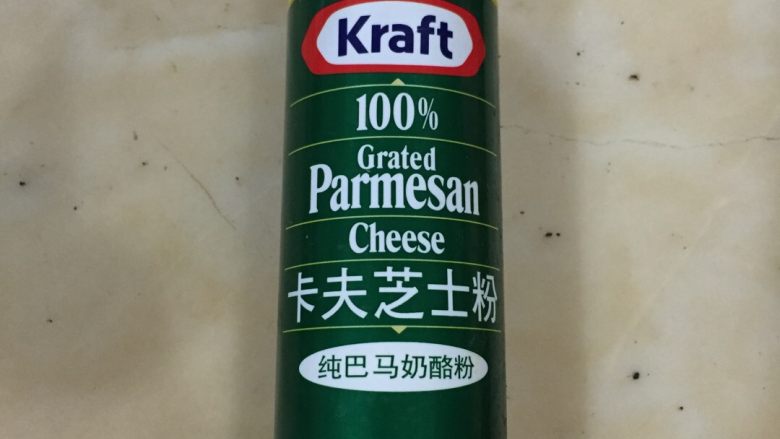 Kraft
100%
Grated
Parmesan
Cheese
卡夫芝士粉
纯巴马奶酪粉